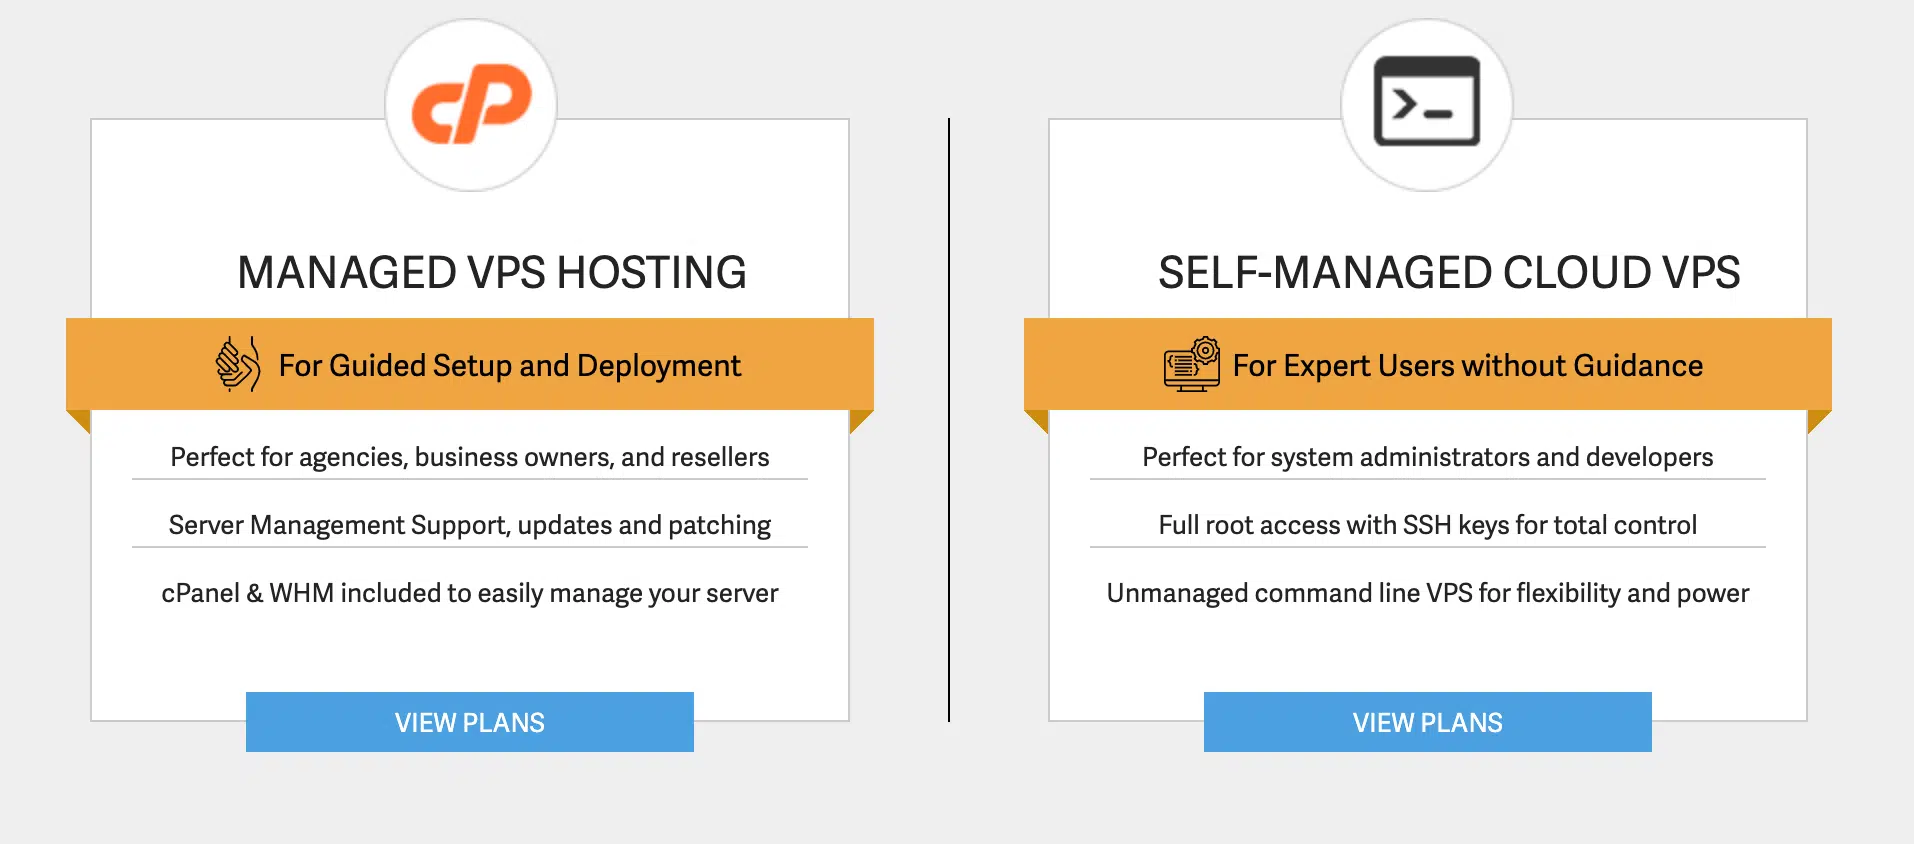 cP
MANAGED VPS HOSTING
For Guided Setup and Deployment
Perfect for agencies, business owners, and resellers
Server Management Support, updates and patching
cPanel & WHM included to easily manage your server
VIEW PLANS
>_
SELF-MANAGED CLOUD VPS
For Expert Users without Guidance
Perfect for system administrators and developers
Full root access with SSH keys for total control
Unmanaged command line VPS for flexibility and power
VIEW PLANS